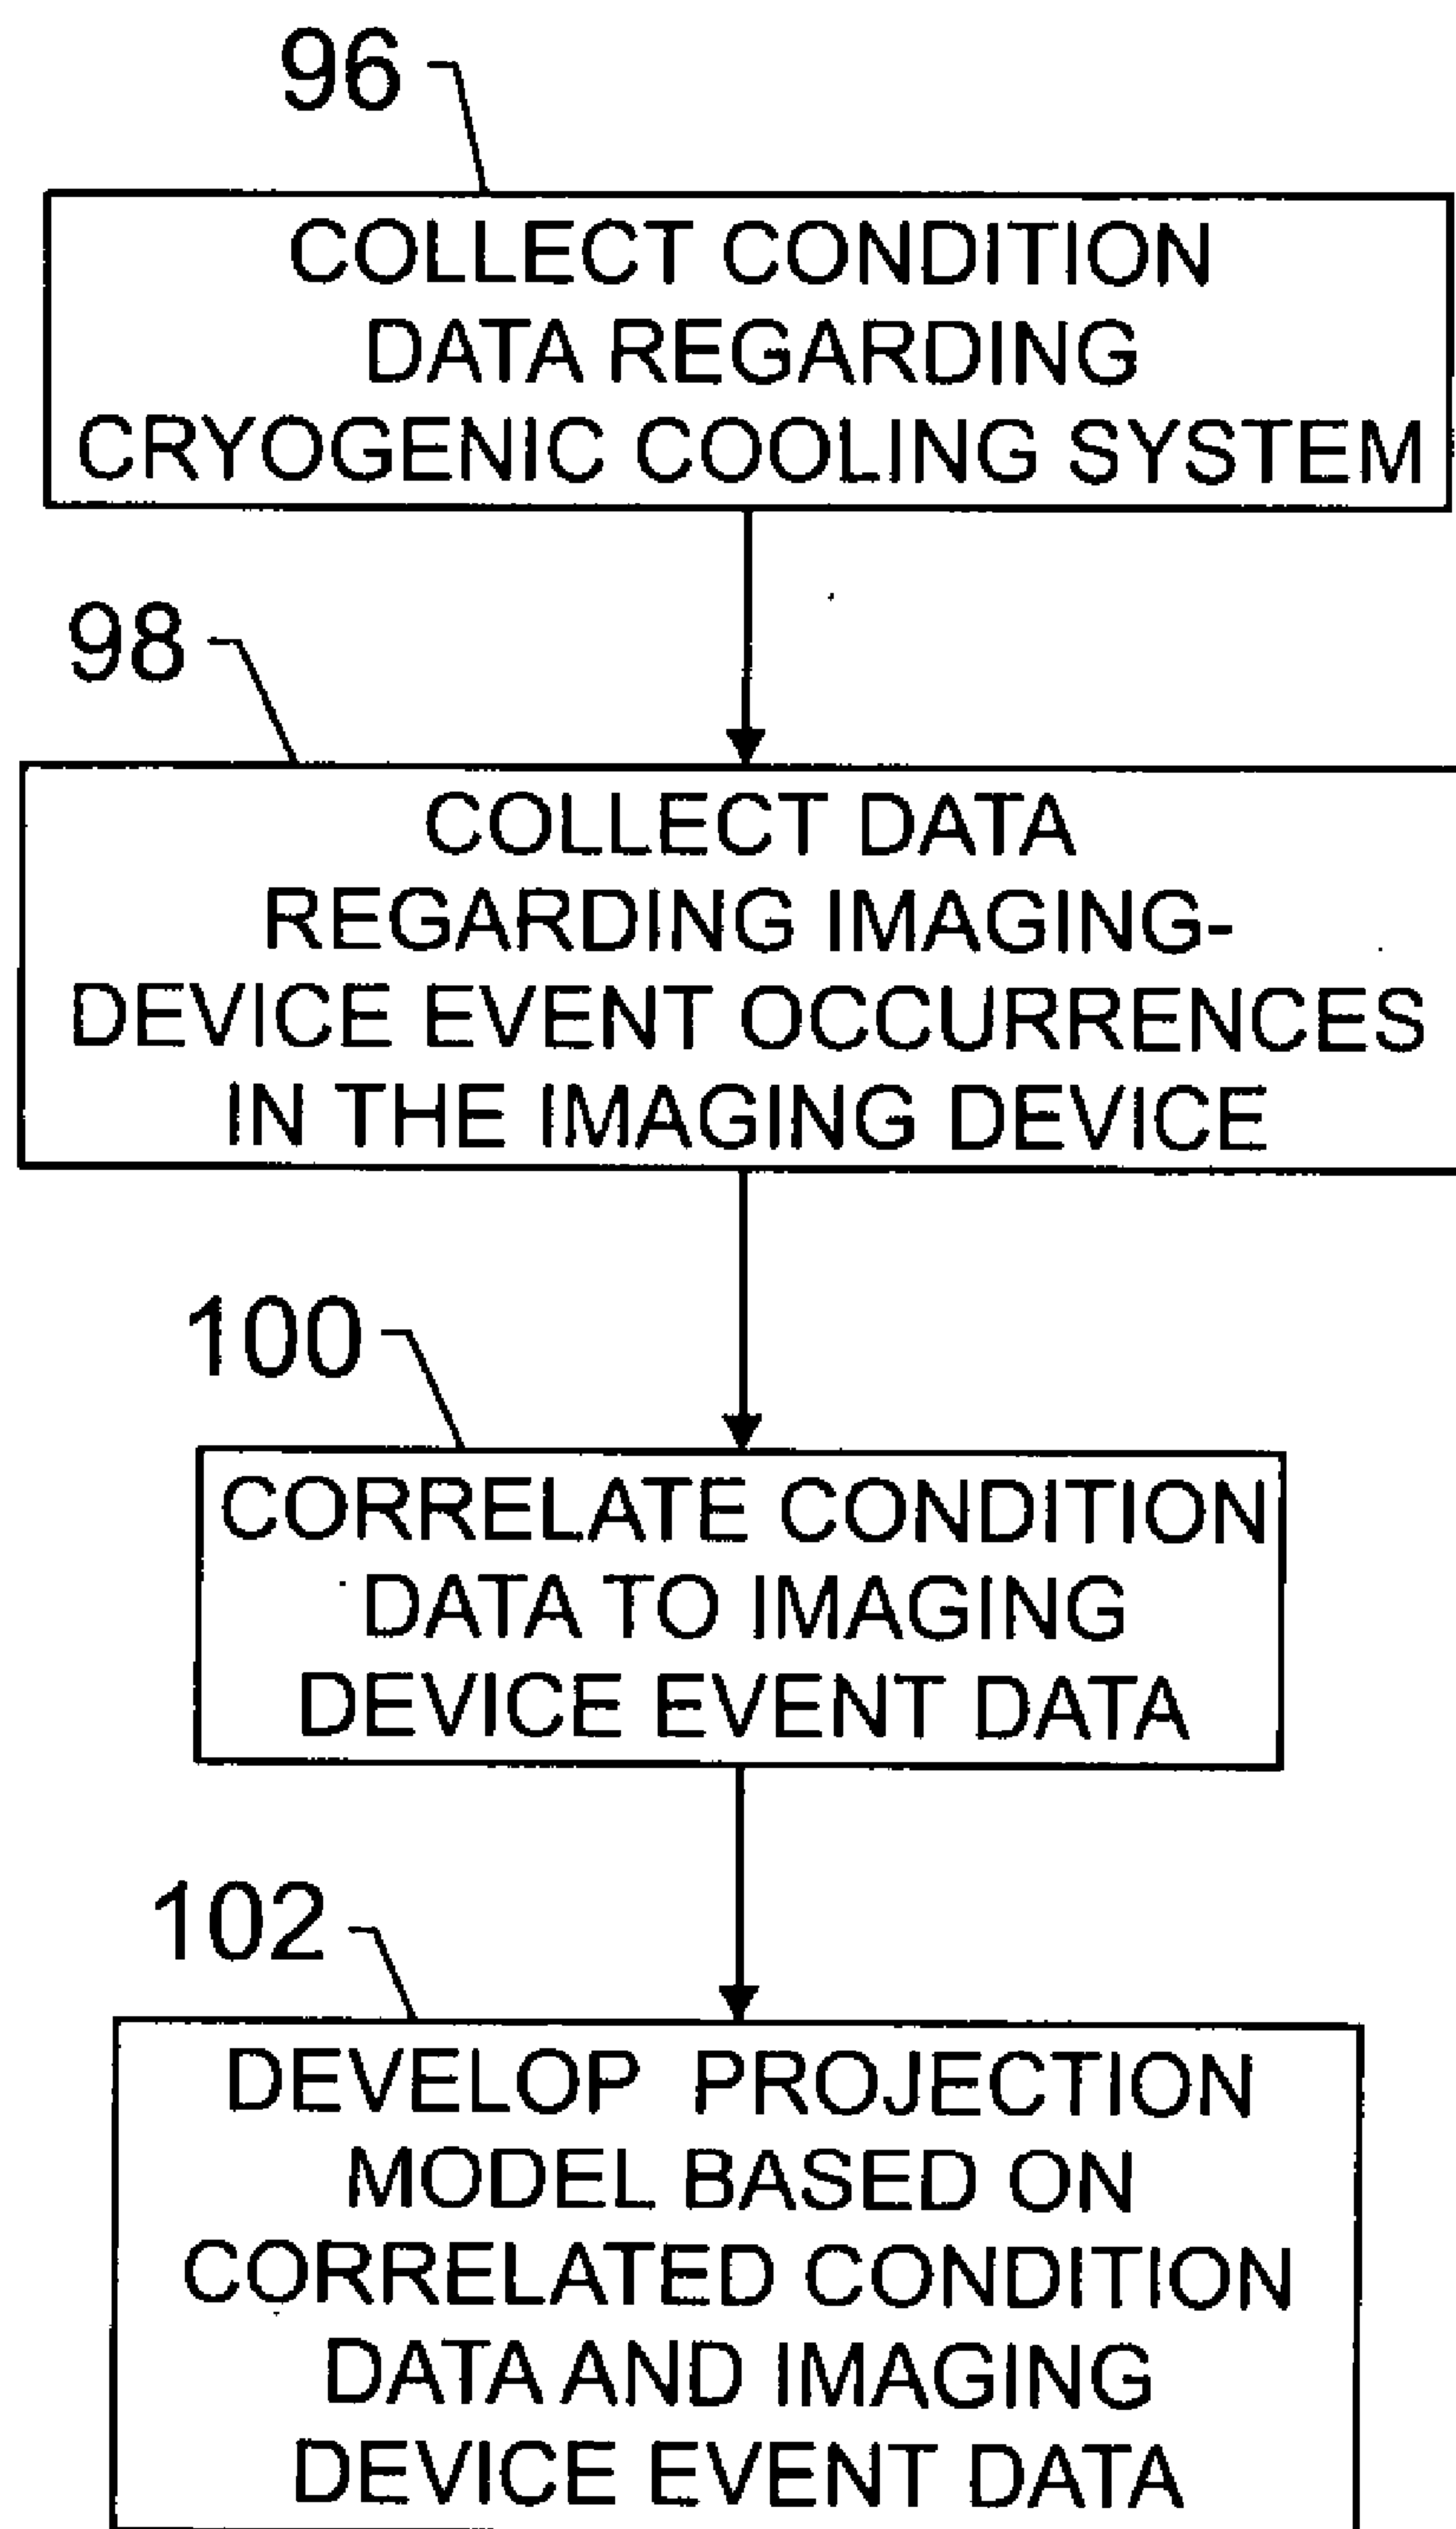 96
COLLECT CONDITION
DATA REGARDING
CRYOGENIC COOLING SYSTEM
98
COLLECT DATA
REGARDING IMAGING-
DEVICE EVENT OCCURRENCES
IN THE IMAGING DEVICE
100
CORRELATE CONDITION
DATA TO IMAGING
DEVICE EVENT DATA
102
DEVELOP PROJECTION
MODEL BASED ON
CORRELATED CONDITION
DATA AND IMAGING
DEVICE EVENT DATA